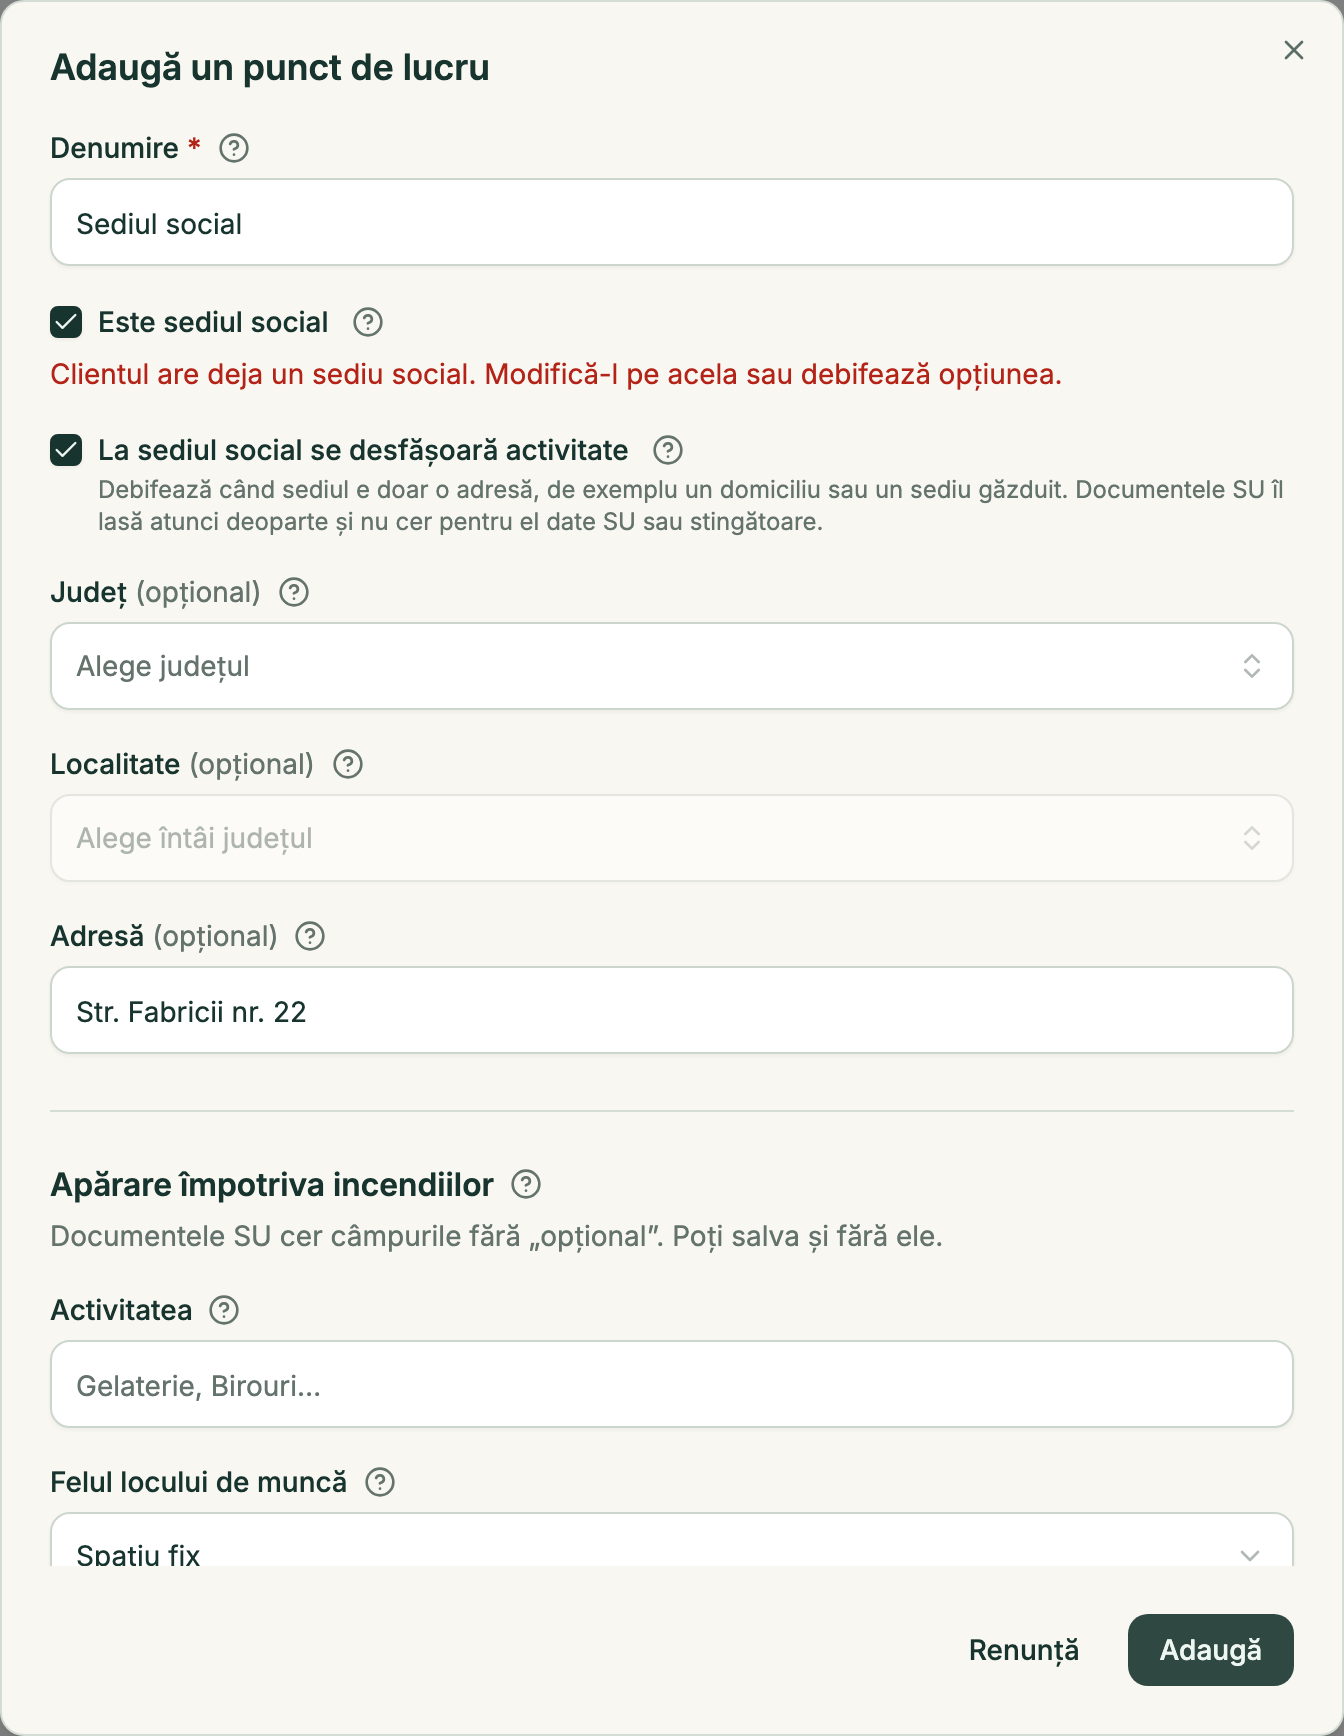 Adaugă un punct de lucru
Denumire *
Sediul social
Este sediul social
Clientul are deja un sediu social. Modifică-l pe acela sau debifează opțiunea.
La sediul social se desfășoară activitate
Debifează când sediul e doar o adresă, de exemplu un domiciliu sau un sediu găzduit. Documentele SU îl
lasă atunci deoparte și nu cer pentru el date SU sau stingătoare.
Județ (opțional)
Alege județul
Localitate (opțional)
Alege întâi județul
Adresă (opțional)
Str. Fabricii nr. 22
Apărare împotriva incendiilor
Documentele SU cer câmpurile fără „opțional”. Poți salva și fără ele.
Activitatea
Gelaterie, Birouri...
Felul locului de muncă
Spațiu fix
Renunță
Adaugă